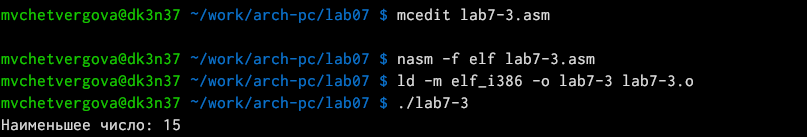 mvchetvergova@dk3n37 ~/work/arch-pc/lab07 $ mcedit lab7-3.asm
mvchetvergova@dk3n37 ~/work/arch-pc/lab07 $ nasm -f elf lab7-3.asm
mvchetvergova@dk3n37 ~/work/arch-pc/lab07 $ ld -m elf_i386 -o lab7-3 lab7-3.o
mvchetvergova@dk3n37 ~/work/arch-pc/lab07 $ ./lab7-3
Наименьшее число: 15